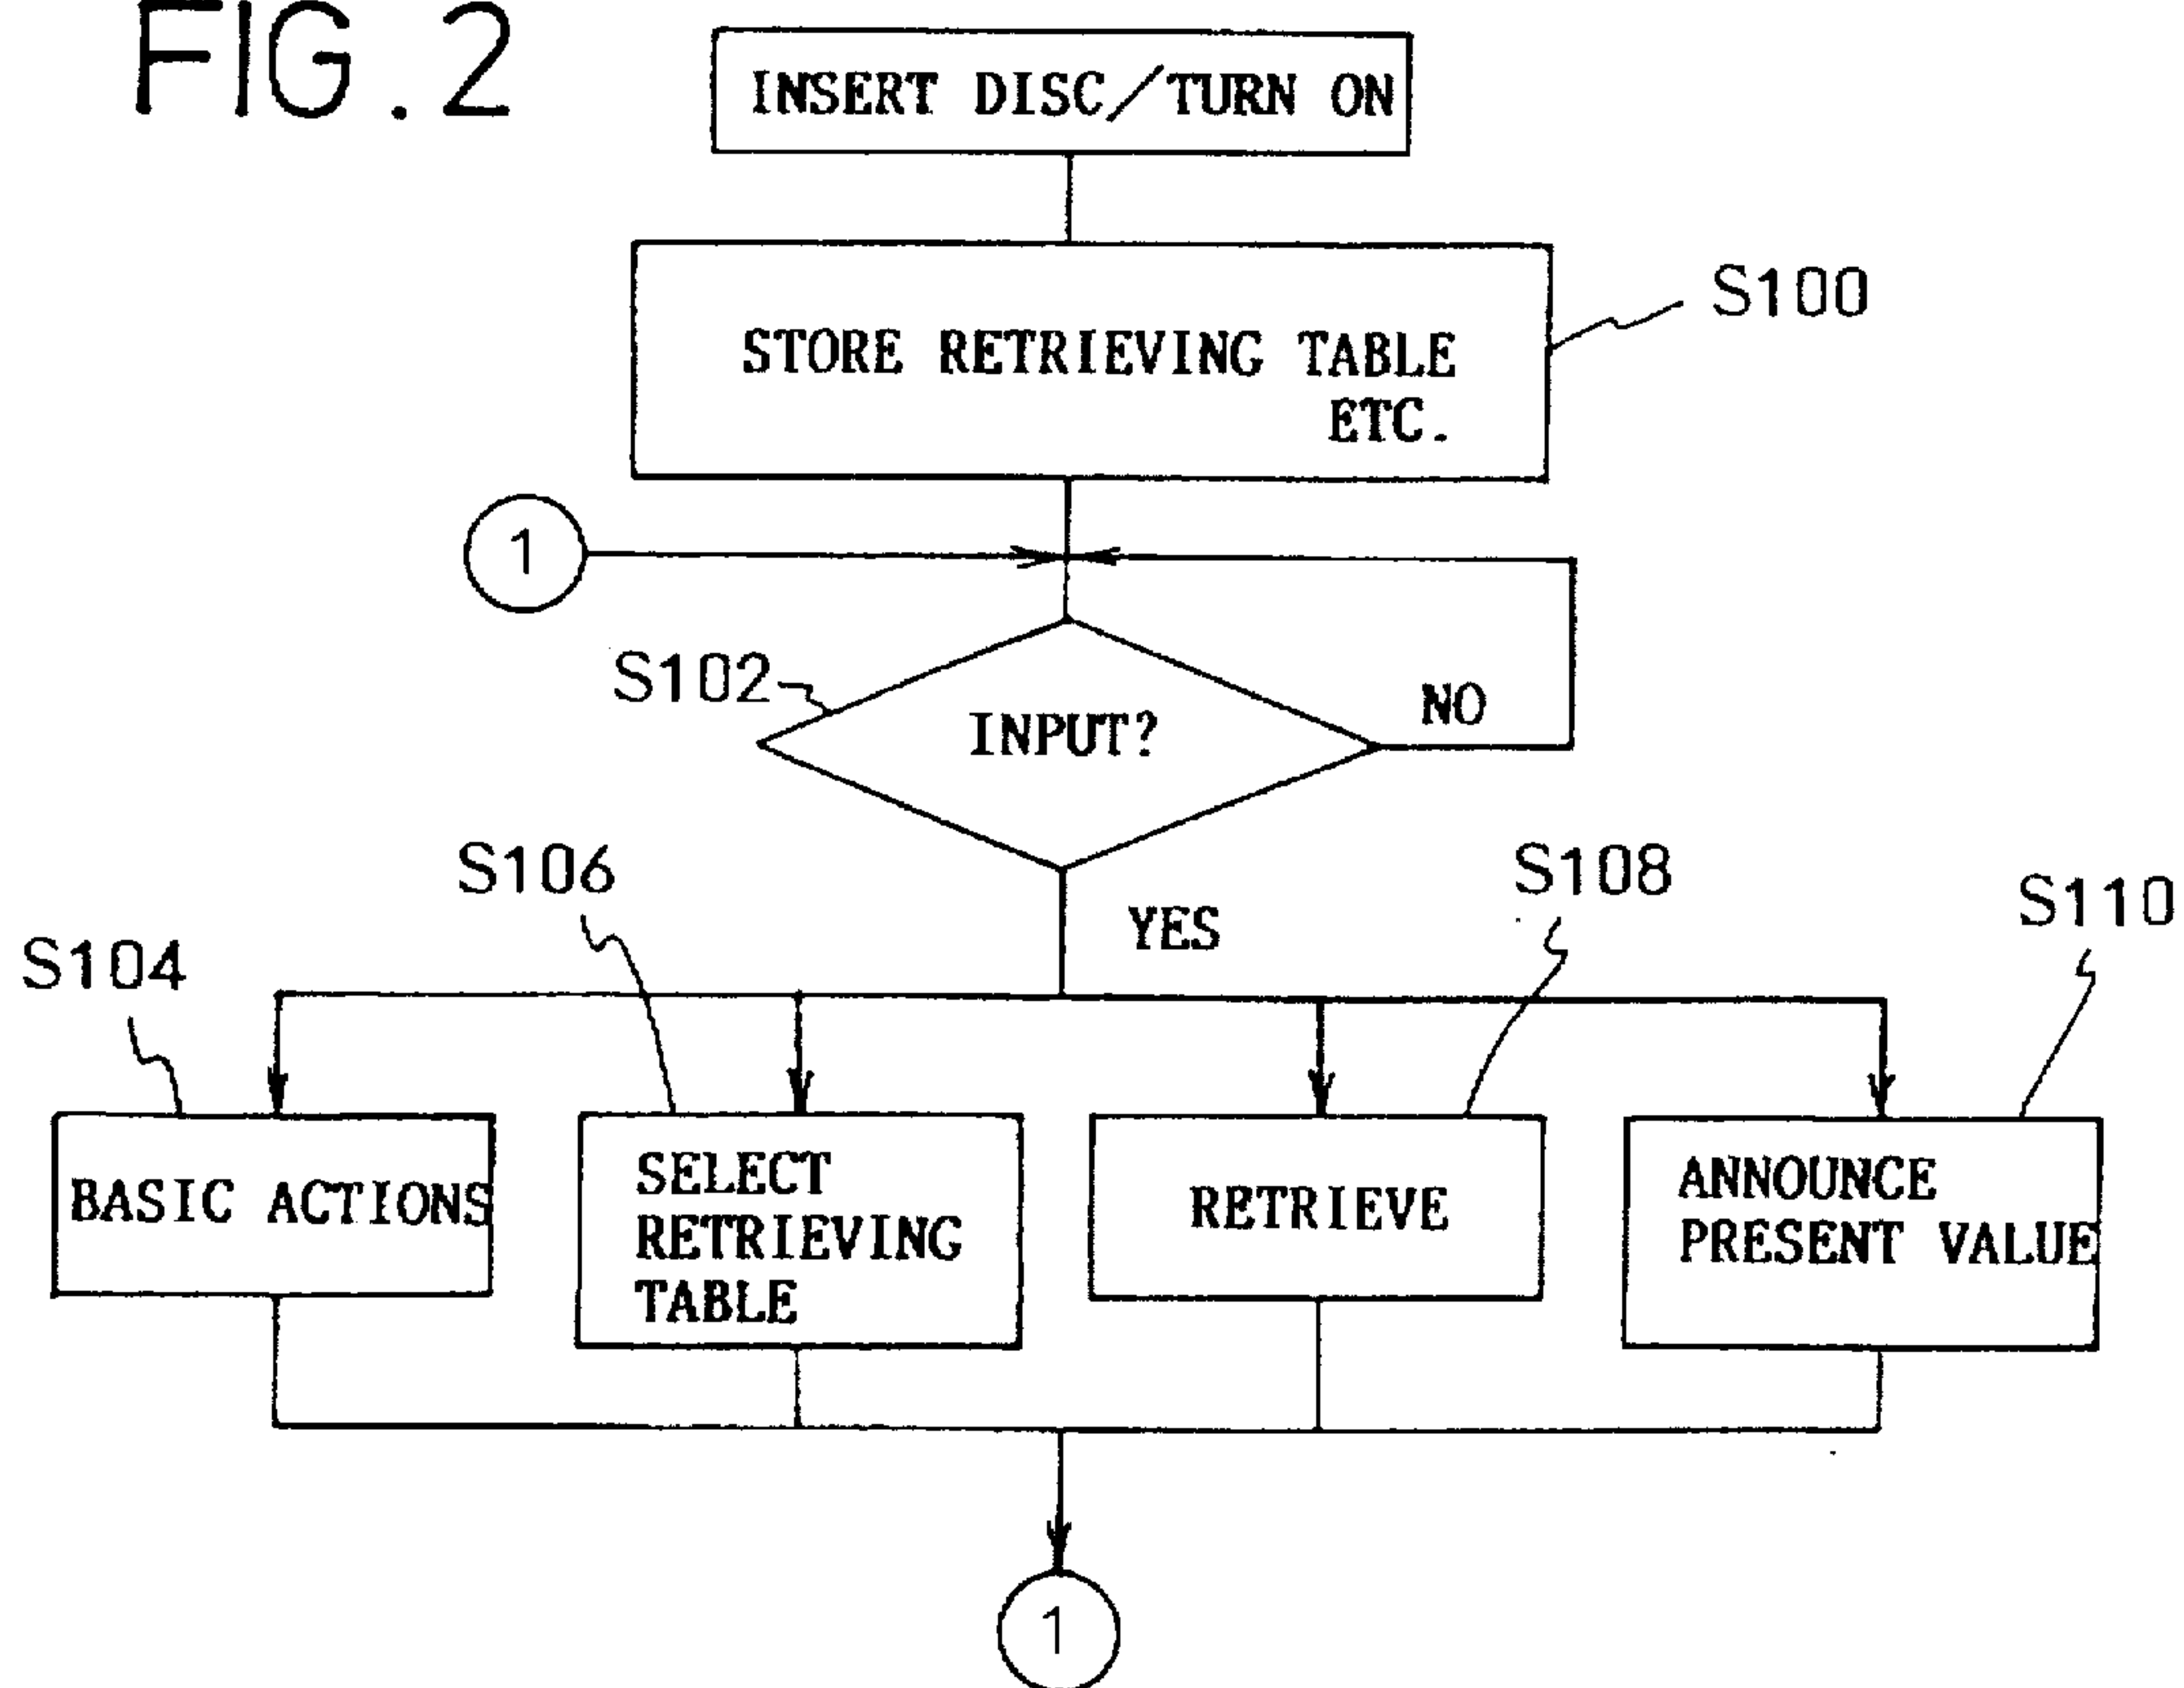 FIG.2
INSERT DISC/TURN ON
S100
STORE RETRIEVING TABLE
ETC.
1
S102
INPUT?
NO
YES
S104
S106
S108
S110
BASIC ACTIONS
SELECT
RETRIEVING
TABLE
RETRIEVE
ANNOUNCE
PRESENT VALUE
1